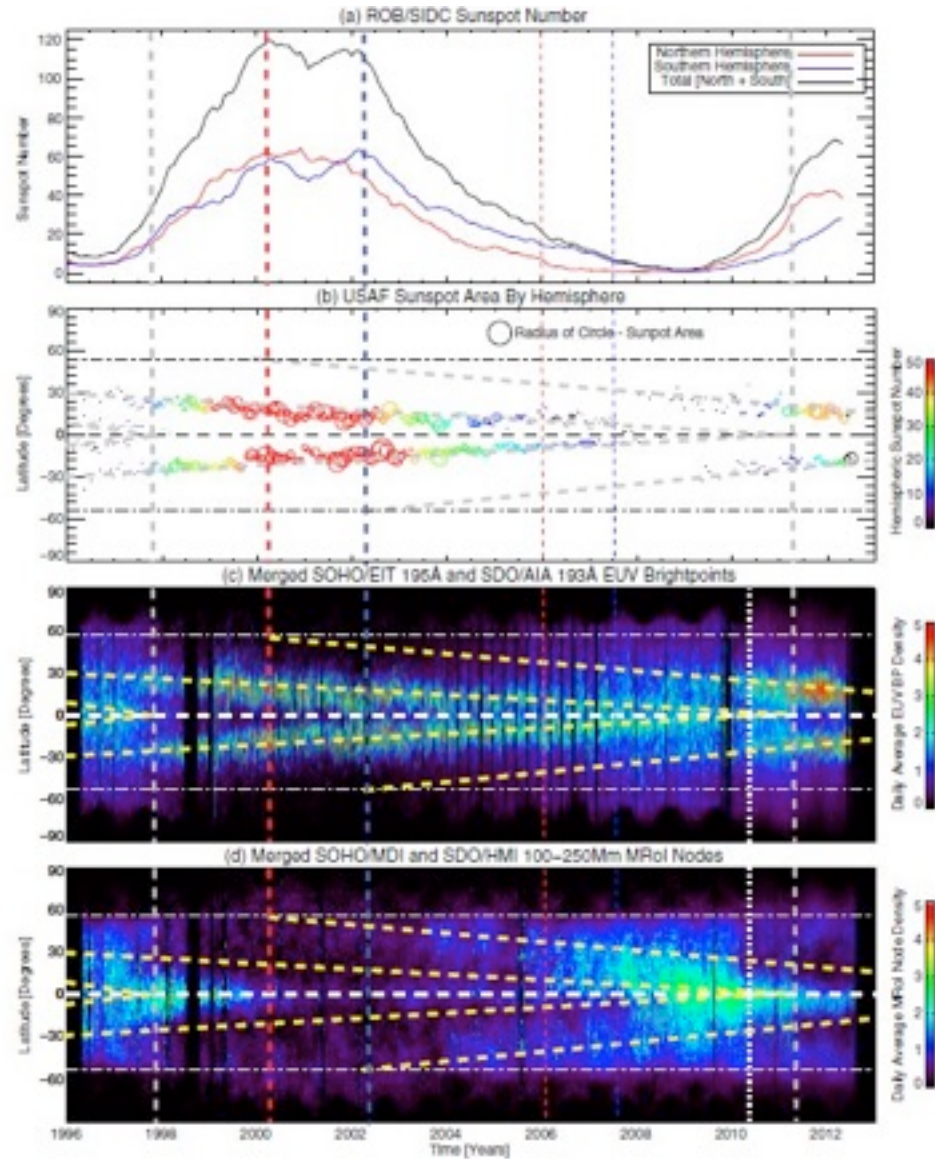 (a) ROB/SIDC Sunspot Number
120
100
80
60
40
20
0
Sunspot Number
Northern Hemisphere
Southern Hemisphere
Total [North + South]
(b) USAF Sunspot Area By Hemisphere
90
60
30
0
−30
−60
−90
Latitude [Degrees]
Radius of Circle - Sunpot Area
50
40
30
20
10
0
Hemispheric Sunspot Number
(c) Merged SOHO/EIT 195Å and SDO/AIA 193Å EUV Brightpoints
90
60
30
0
−30
−60
−90
Latitude [Degrees]
5
4
3
2
1
0
Daily Average EUV BP Density
(d) Merged SOHO/MDI and SDO/HMI 100−250Mm MRoI Nodes
90
60
30
0
−30
−60
Latitude [Degrees]
5
4
3
2
1
0
Daily Average MRoI Node Density
1996 1998 2000 2002 2004 2006 2008 2010 2012
Time [Years]